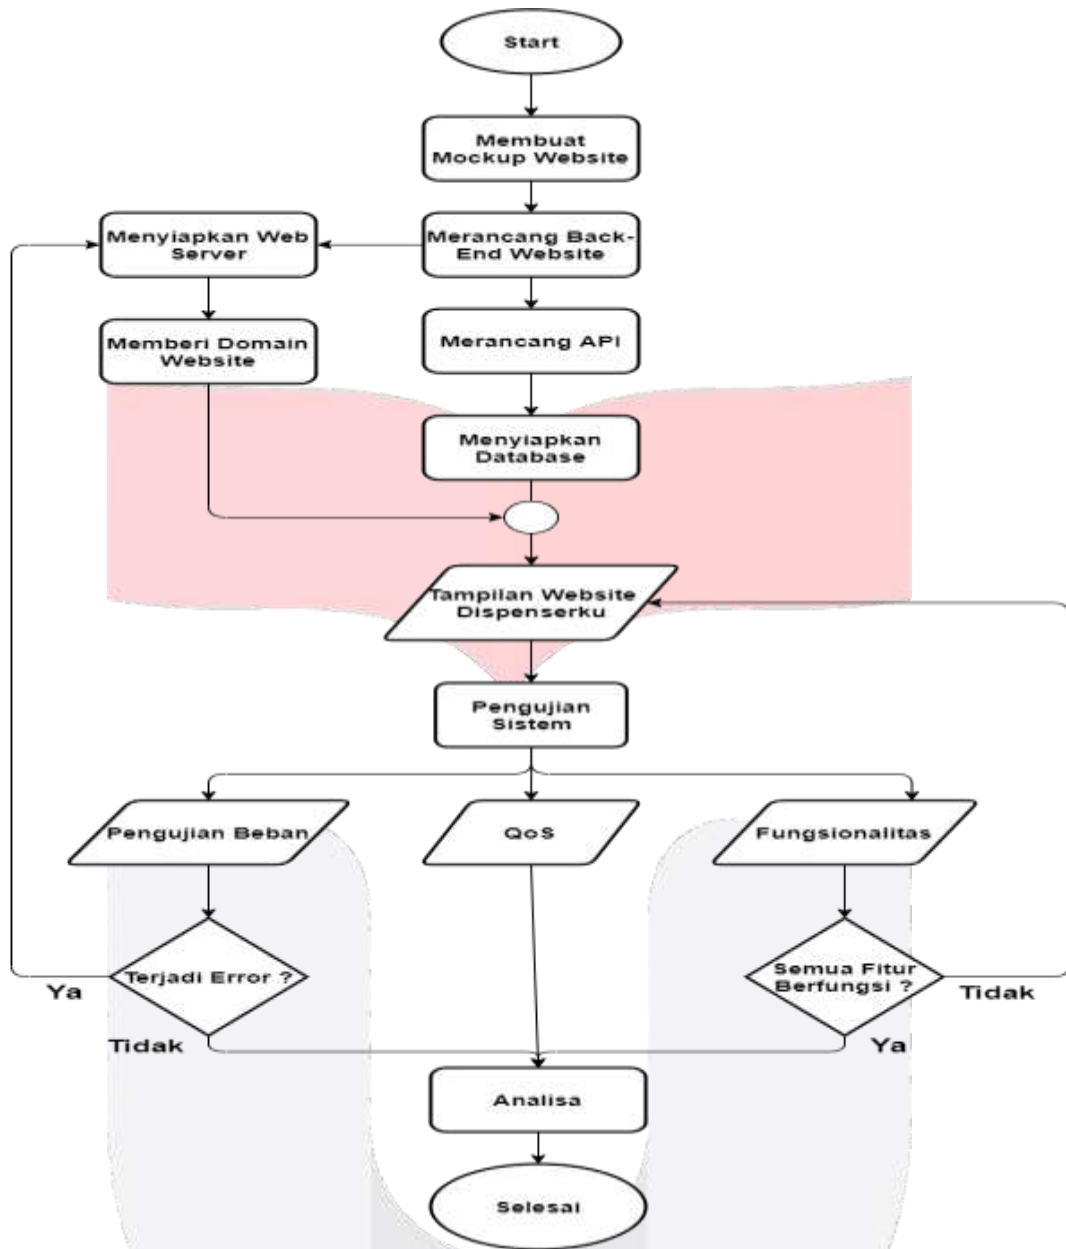 Start
Membuat
Mockup Website
Menyiapkan Web
Server
Merancang Back-
End Website
Memberi Domain
Website
Merancang API
Menyiapkan
Database
Tampilan Website
Dispenserku
Pengujian
Sistem
Pengujian Beban
QoS
Fungsionalitas
Terjadi Error ?
Semua Fitur
Berfungsi ?
Ya
Tidak
Tidak
Ya
Analisa
Selesai